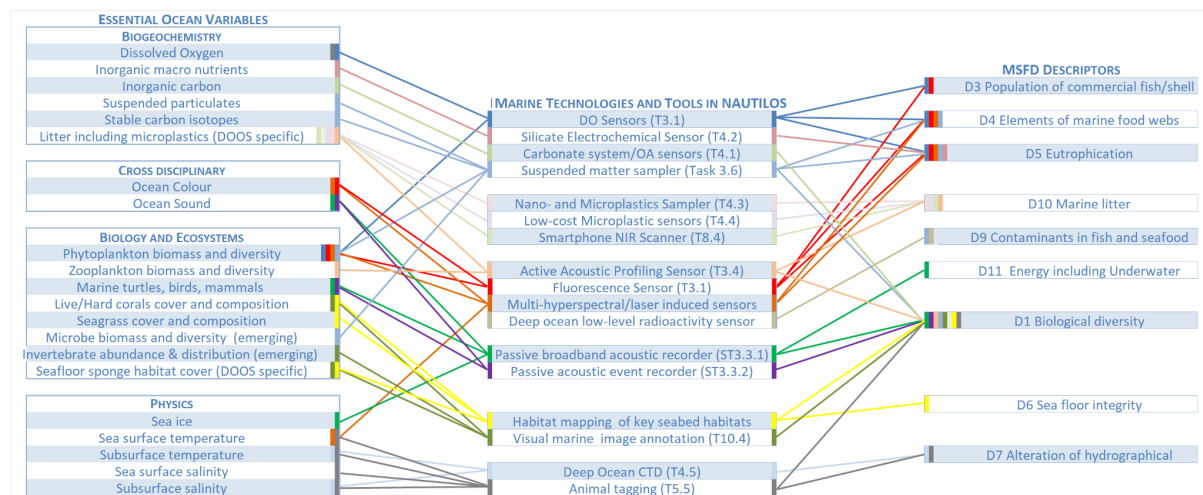 ESSENTIAL OCEAN VARIABLES
BIOGEOCHEMISTRY
Dissolved Oxygen
Inorganic macro nutrients
Inorganic carbon
Suspended particulates
Stable carbon isotopes
Litter including microplastics (DOOS specific)
CROSS DISCIPLINARY
Ocean Colour
Ocean Sound
BIOLOGY AND ECOSYSTEMS
Phytoplankton biomass and diversity
Zooplankton biomass and diversity
Marine turtles, birds, mammals
Live/Hard corals cover and composition
Seagrass cover and composition
Microbe biomass and diversity (emerging)
Invertebrate abundance & distribution (emerging)
Seafloor sponge habitat cover (DOOS specific)
PHYSICS
Sea ice
Sea surface temperature
Subsurface temperature
Sea surface salinity
Subsurface salinity
MARINE TECHNOLOGIES AND TOOLS IN NAUTILOS
DO Sensors (T3.1)
Silicate Electrochemical Sensor (T4.2)
Carbonate system/OA sensors (T4.1)
Suspended matter sampler (Task 3.6)
Nano- and Microplastics Sampler (T4.3)
Low-cost Microplastic sensors (T4.4)
Smartphone NIR Scanner (T8.4)
Active Acoustic Profiling Sensor (T3.4)
Fluorescence Sensor (T3.1)
Multi-hyperspectral/laser induced sensors
Deep ocean low-level radioactivity sensor
Passive broadband acoustic recorder (ST3.3.1)
Passive acoustic event recorder (ST3.3.2)
Habitat mapping of key seabed habitats
Visual marine image annotation (T10.4)
Deep Ocean CTD (T4.5)
Animal tagging (T5.5)
MSFD DESCRIPTORS
D3 Population of commercial fish/shell
D4 Elements of marine food webs
D5 Eutrophication
D10 Marine litter
D9 Contaminants in fish and seafood
D11 Energy including Underwater
D1 Biological diversity
D6 Sea floor integrity
D7 Alteration of hydrographical